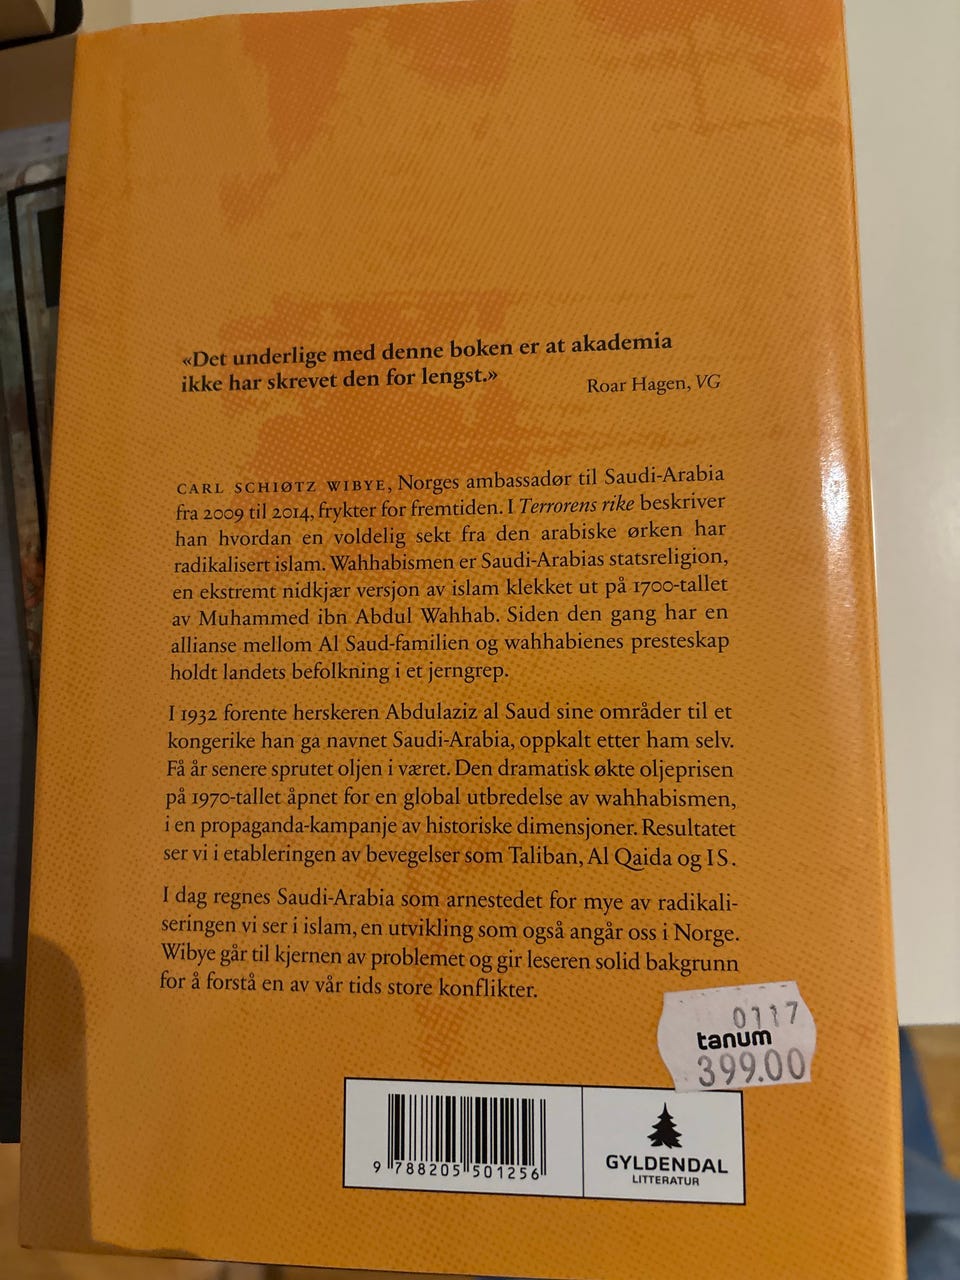 «Det underlige med denne boken er at akademia
ikke har skrevet den for lengst.»
Roar Hagen, VG
CARL SCHIØTZ WIBYE, Norges ambassadør til Saudi-Arabia
fra 2009 til 2014, frykter for fremtiden. I Terrorens rike beskriver
han hvordan en voldelig sekt fra den arabiske ørken har
radikalisert islam. Wahhabismen er Saudi-Arabias statsreligion,
en ekstremt nidkjær versjon av islam klekket ut på 1700-tallet
av Muhammed ibn Abdul Wahhab. Siden den gang har en
allianse mellom Al Saud-familien og wahhabienes presteskap
holdt landets befolkning i et jerngrep.
I 1932 forente herskeren Abdulaziz al Saud sine områder til et
kongerike han ga navnet Saudi-Arabia, oppkalt etter ham selv.
Få år senere sprutet oljen i været. Den dramatisk økte oljeprisen
på 1970-tallet åpnet for en global utbredelse av wahhabismen,
i en propaganda-kampanje av historiske dimensjoner. Resultatet
ser vi i etableringen av bevegelser som Taliban, Al Qaida og IS.
I dag regnes Saudi-Arabia som arnestedet for mye av radikali-
seringen vi ser i islam, en utvikling som også angår oss i Norge.
Wibye går til kjernen av problemet og gir leseren solid bakgrunn
for å forstå en av vår tids store konflikter.
0117
tanum
399.00
9 788205 501256
GYLDENDAL
LITTERATUR